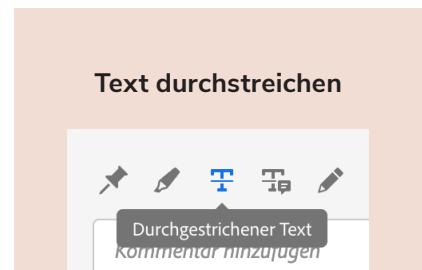 Text durchstreichen
Durchgestrichener Text
Kommentar hinzufügen